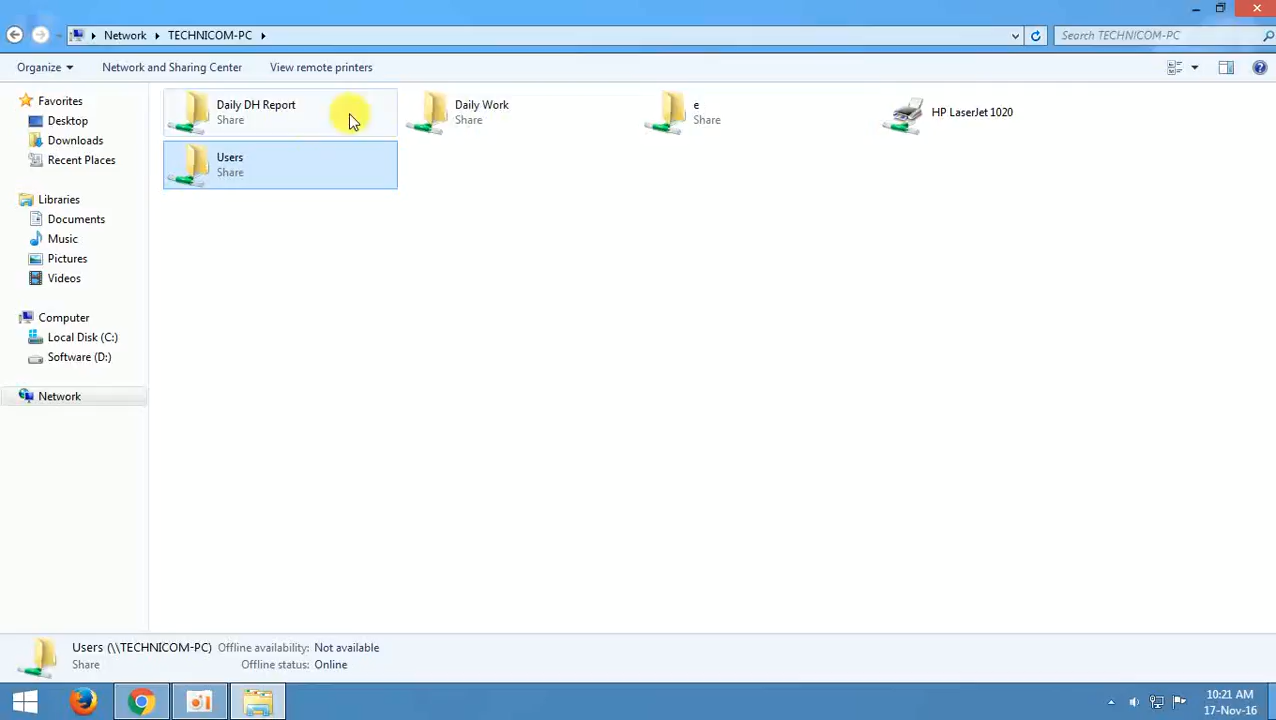 Network TECHNICOM-PC
Search TECHNICOM-PC
Organize Network and Sharing Center View remote printers
Favorites
Desktop
Downloads
Recent Places
Libraries
Documents
Music
Pictures
Videos
Computer
Local Disk (C:)
Software (D:)
Network
Daily DH Report
Share
Daily Work
Share
e
Share
HP LaserJet 1020
Users
Share
Users (\\TECHNICOM-PC) Offline availability: Not available
Share Offline status: Online
10:21 AM
17-Nov-16